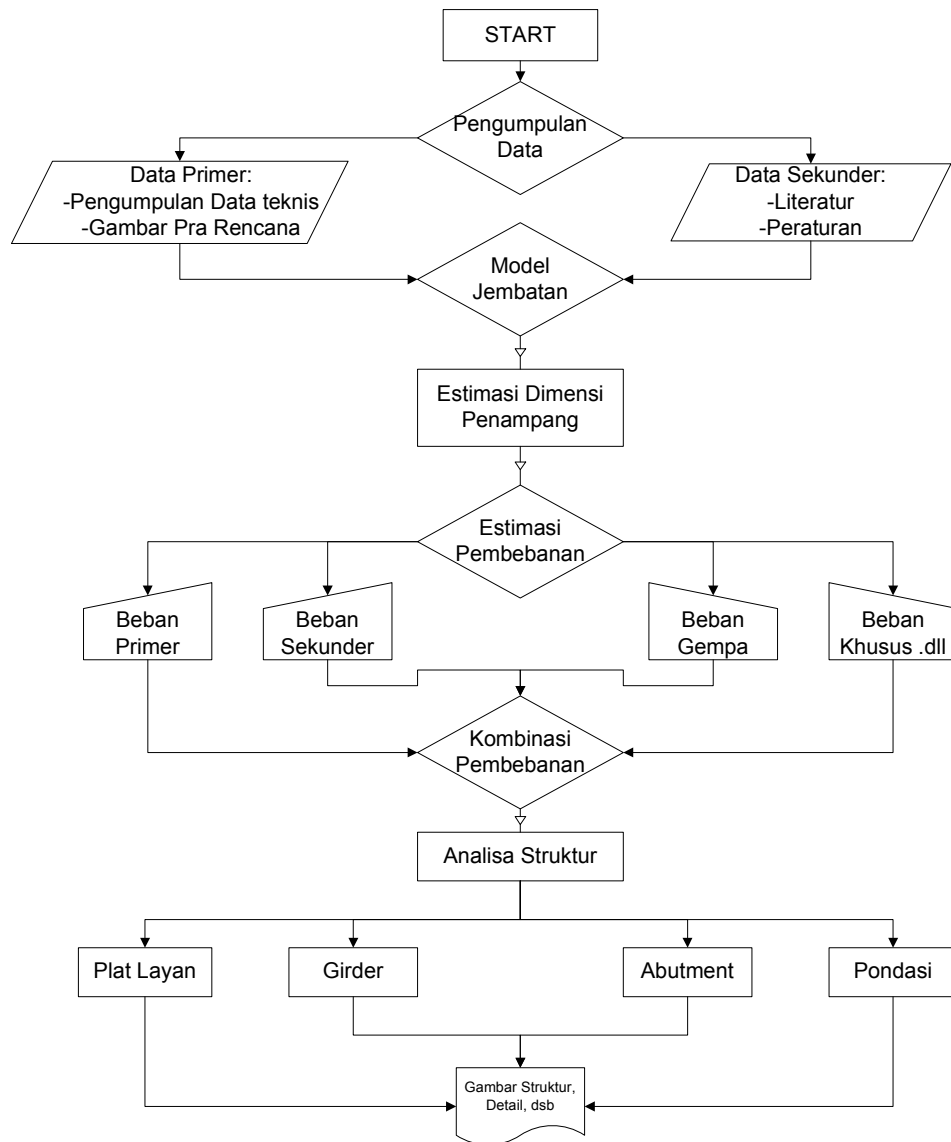 START
Pengumpulan
Data
Data Primer:
-Pengumpulan Data teknis
-Gambar Pra Rencana
Data Sekunder:
-Literatur
-Peraturan
Model
Jembatan
Estimasi Dimensi
Penampang
Estimasi
Pembebanan
Beban
Primer
Beban
Sekunder
Beban
Gempa
Beban
Khusus .dll
Kombinasi
Pembebanan
Analisa Struktur
Plat Layan
Girder
Abutment
Pondasi
Gambar Struktur,
Detail, dsb